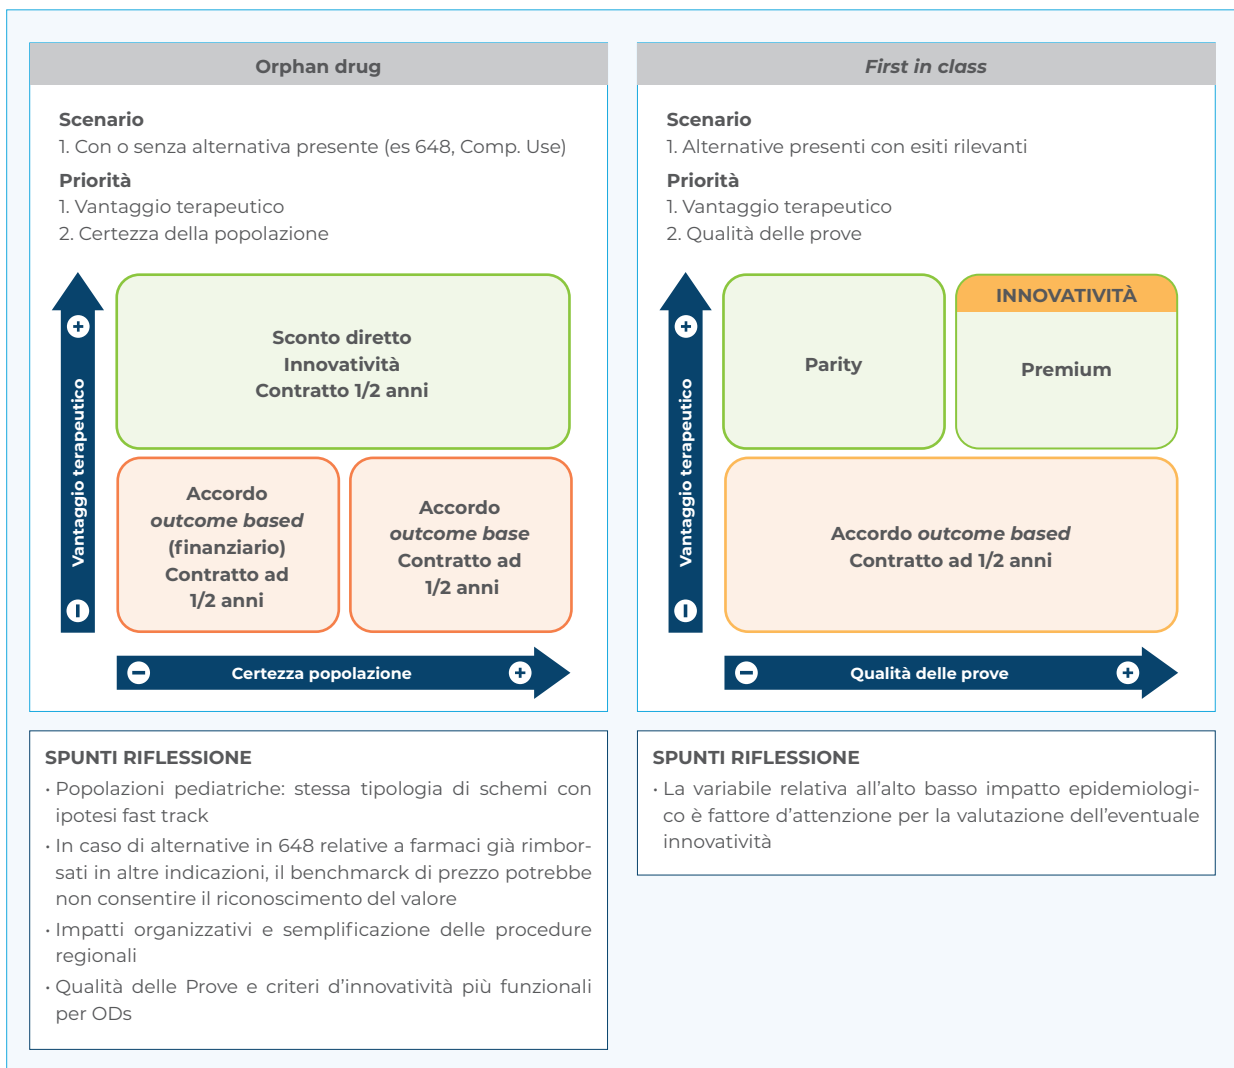 Orphan drug
Scenario
1. Con o senza alternativa presente (es 648, Comp. Use)
Priorità
1. Vantaggio terapeutico
2. Certezza della popolazione
Vantaggio terapeutico
Sconto diretto
Innovatività
Contratto 1/2 anni
Accordo
outcome based
(finanziario)
Contratto ad
1/2 anni
Accordo
outcome base
Contratto ad
1/2 anni
Certezza popolazione
SPUNTI RIFLESSIONE
· Popolazioni pediatriche: stessa tipologia di schemi con
ipotesi fast track
· In caso di alternative in 648 relative a farmaci già rimbor-
sati in altre indicazioni, il benchmarck di prezzo potrebbe
non consentire il riconoscimento del valore
· Impatti organizzativi e semplificazione delle procedure
regionali
· Qualità delle Prove e criteri d'innovatività più funzionali
per ODs
First in class
Scenario
1. Alternative presenti con esiti rilevanti
Priorità
1. Vantaggio terapeutico
2. Qualità delle prove
Vantaggio terapeutico
Parity
INNOVATIVITÀ
Premium
Accordo outcome based
Contratto ad 1/2 anni
Qualità delle prove
SPUNTI RIFLESSIONE
· La variabile relativa all'alto basso impatto epidemiologi-
co è fattore d'attenzione per la valutazione dell'eventuale
innovatività